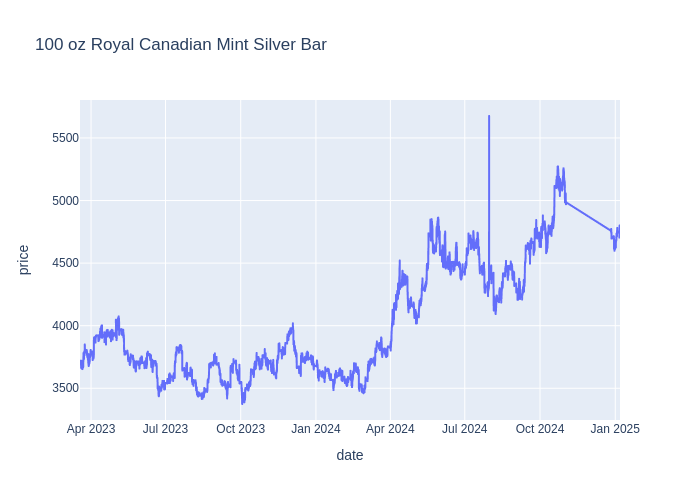 100 oz Royal Canadian Mint Silver Bar
5500
5000
4500
4000
3500
price
Apr 2023 Jul 2023 Oct 2023 Jan 2024 Apr 2024 Jul 2024 Oct 2024 Jan 2025
date